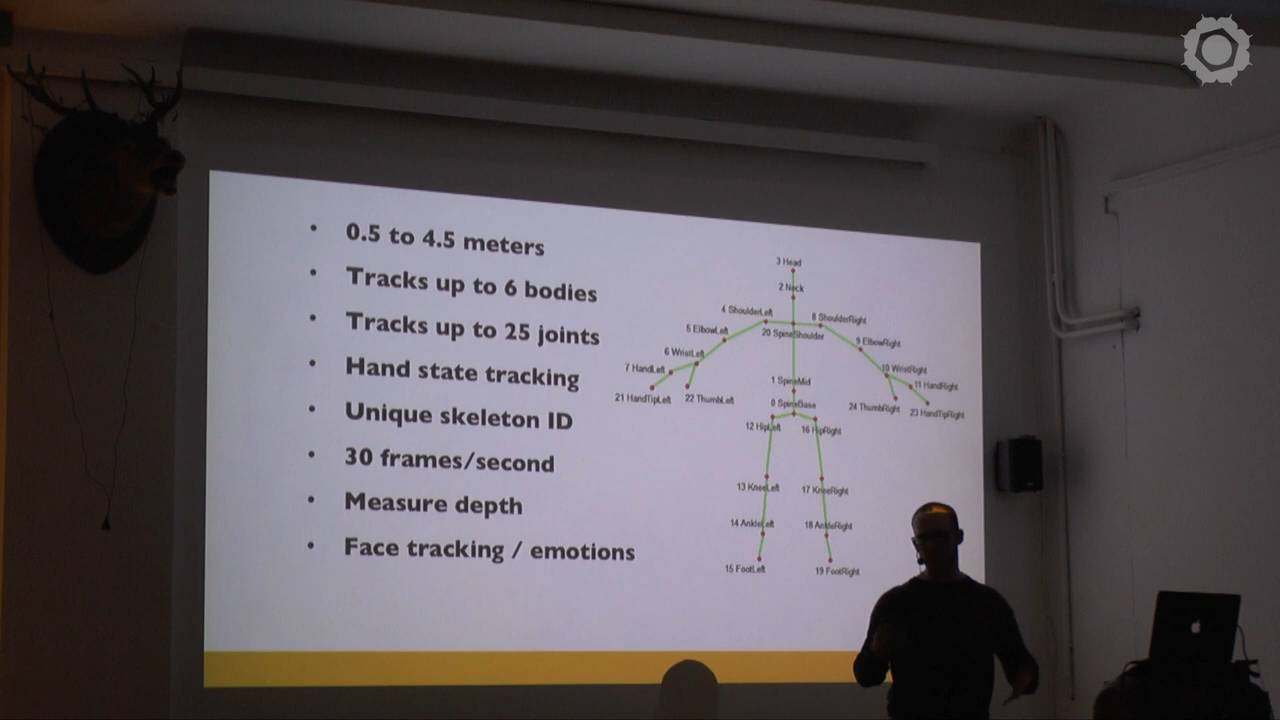 • 0.5 to 4.5 meters
• Tracks up to 6 bodies
• Tracks up to 25 joints
• Hand state tracking
• Unique skeleton ID
• 30 frames/second
• Measure depth
• Face tracking / emotions
3 Head
2 Neck
4 ShoulderLeft
8 ShoulderRight
20 SpineShoulder
5 ElbowLeft
9 ElbowRight
6 WristLeft
10 WristRight
7 HandLeft
11 HandRight
21 HandTipLeft
22 ThumbLeft
24 ThumbRight
23 HandTipRight
1 SpineMid
0 SpineBase
12 HipLeft
16 HipRight
13 KneeLeft
17 KneeRight
14 AnkleLeft
18 AnkleRight
15 FootLeft
19 FootRight